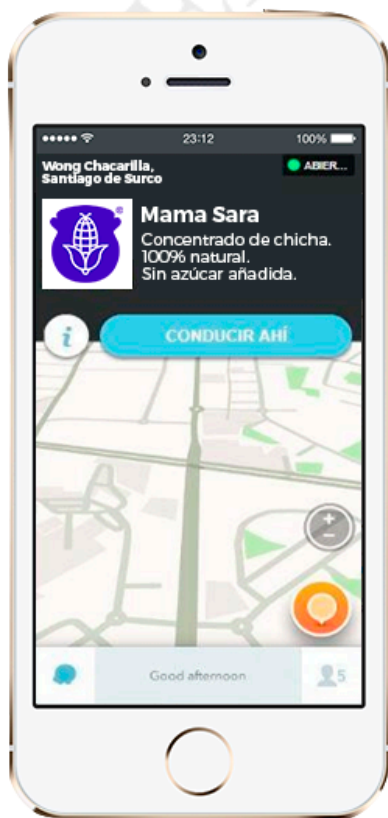 23:12
100%
Wong Chacarilla,
Santiago de Surco
ABIER...
Mama Sara
Concentrado de chicha.
100% natural.
Sin azúcar añadida.
i
CONDUCIR AHÍ
Good afternoon
5